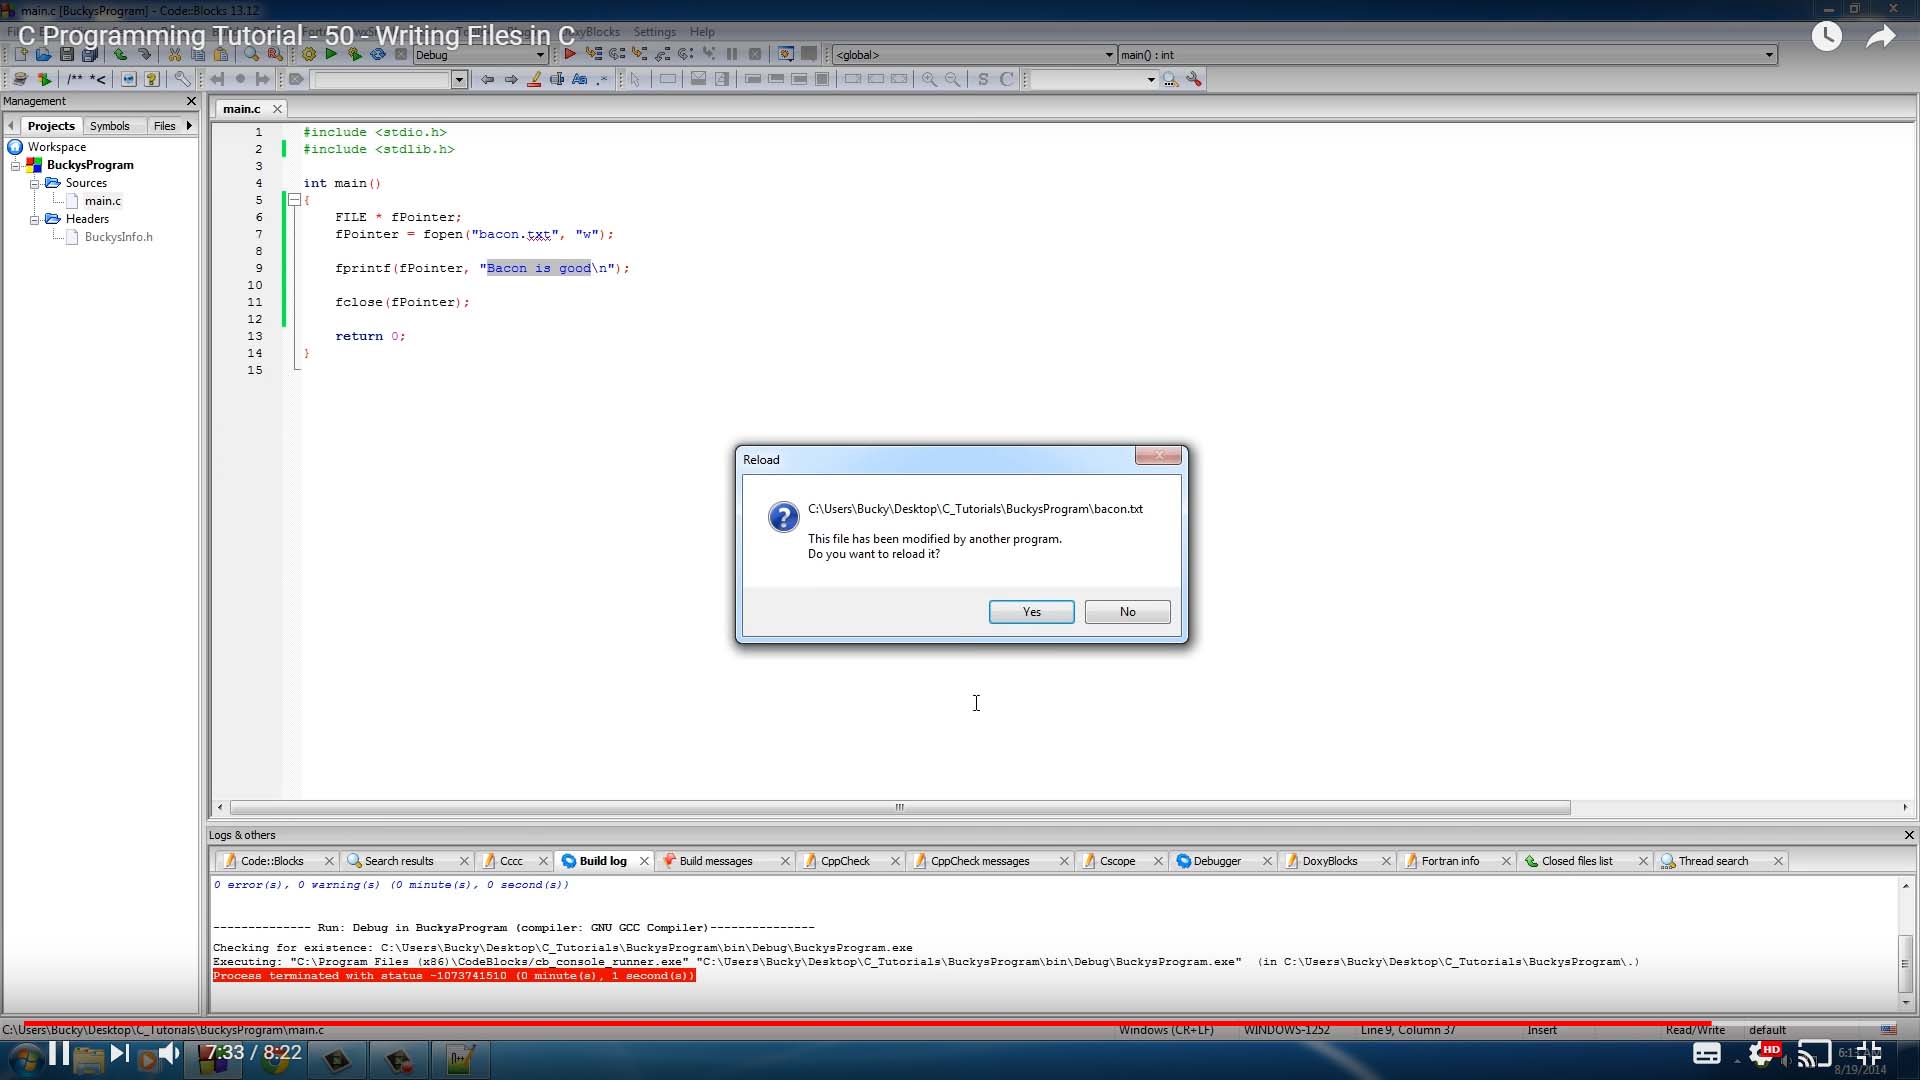 main.c [BuckysProgram] - Code::Blocks 13.12
C Programming Tutorial - 50 - Writing Files in C
DoxyBlocks Settings Help
Debug
<global>
main() : int
/** *<
Management
main.c
Projects Symbols Files
Workspace
BuckysProgram
Sources
main.c
Headers
BuckysInfo.h
1 #include <stdio.h>
2 #include <stdlib.h>
3
4 int main()
5 {
6 FILE * fPointer;
7 fPointer = fopen("bacon.txt", "w");
8
9 fprintf(fPointer, "Bacon is good\n");
10
11 fclose(fPointer);
12
13 return 0;
14 }
15
Reload
C:\Users\Bucky\Desktop\C_Tutorials\BuckysProgram\bacon.txt
This file has been modified by another program.
Do you want to reload it?
Yes No
Logs & others
Code::Blocks Search results Cccc Build log Build messages CppCheck CppCheck messages Cscope Debugger DoxyBlocks Fortran info Closed files list Thread search
0 error(s), 0 warning(s) (0 minute(s), 0 second(s))
-------------- Run: Debug in BuckysProgram (compiler: GNU GCC Compiler)---------------
Checking for existence: C:\Users\Bucky\Desktop\C_Tutorials\BuckysProgram\bin\Debug\BuckysProgram.exe
Executing: "C:\Program Files (x86)\CodeBlocks/cb_console_runner.exe" "C:\Users\Bucky\Desktop\C_Tutorials\BuckysProgram\bin\Debug\BuckysProgram.exe" (in C:\Users\Bucky\Desktop\C_Tutorials\BuckysProgram\.)
Process terminated with status -1073741510 (0 minute(s), 1 second(s))
C:\Users\Bucky\Desktop\C_Tutorials\BuckysProgram\main.c
Windows (CR+LF) WINDOWS-1252 Line 9, Column 37 Insert Read/Write default
7:33 / 8:22
HD
8/19/2014